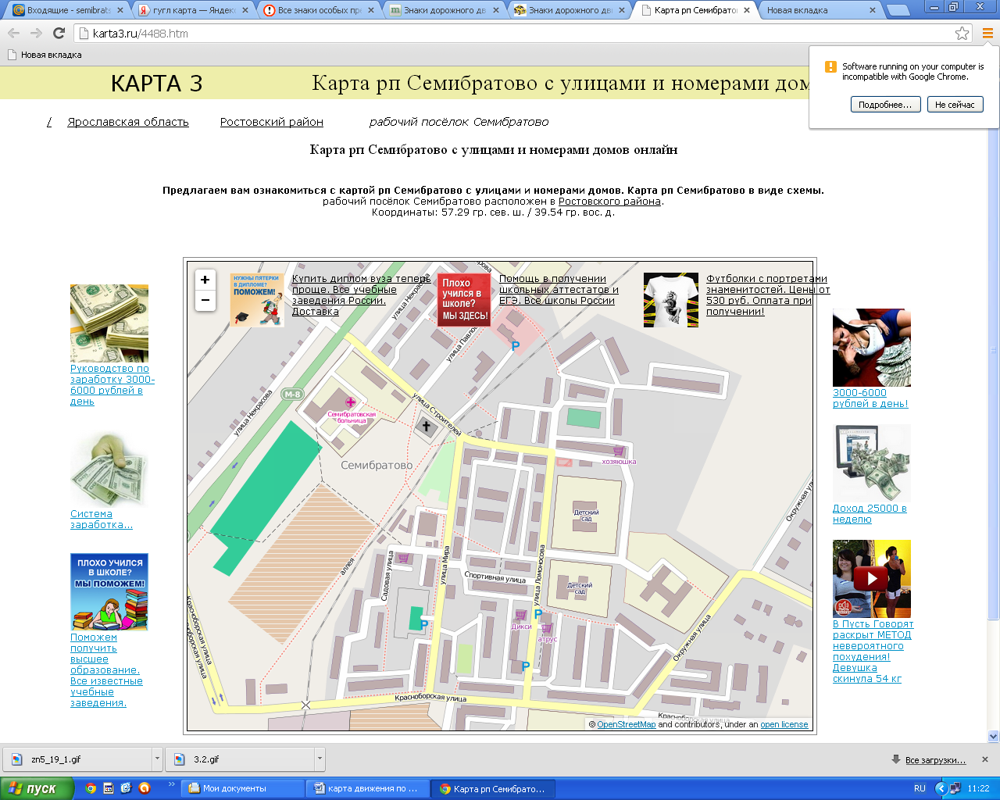 Входящие - semibrats
гугл карта — Яндекс
Все знаки особых пре
Знаки дорожного дв
Знаки дорожного дв
Карта рп Семибратов
Новая вкладка
karta3.ru/4488.htm
Новая вкладка
Software running on your computer is
incompatible with Google Chrome.
Подробнее...
Не сейчас
КАРТА 3
Карта рп Семибратово с улицами и номерами дом
/
Ярославская область
Ростовский район
рабочий посёлок Семибратово
Карта рп Семибратово с улицами и номерами домов онлайн
Предлагаем вам ознакомиться с картой рп Семибратово с улицами и номерами домов. Карта рп Семибратово в виде схемы.
рабочий посёлок Семибратово расположен в Ростовского района.
Координаты: 57.29 гр. сев. ш. / 39.54 гр. вос. д.
+
−
НУЖНЫ ПЯТЕРКИ
В ДИПЛОМЕ?
ПОМОЖЕМ!
Купить диплом вуза теперь
проще. Все учебные
заведения России.
Доставка
Плохо
учился в
школе?
МЫ ЗДЕСЬ!
Помощь в получении
школьных аттестатов и
ЕГЭ. Все школы России
Футболки с портретами
знаменитостей. Цены от
530 руб. Оплата при
получении!
Руководство по
заработку 3000-
6000 рублей в
день
Система
заработка...
ПЛОХО УЧИЛСЯ
В ШКОЛЕ?
МЫ ПОМОЖЕМ!
Поможем
получить
высшее
образование.
Все известные
учебные
заведения.
3000-6000
рублей в день!
Доход 25000 в
неделю
В Пусть Говорят
раскрыт МЕТОД
невероятного
похудения!
Девушка
скинула 54 кг
улица Некрасова
улица Павлова
P
М-8
улица Некрасова
Семибратовская
больница
улица Строителей
Семибратово
хозяюшка
Детский
сад
Окружная улица
аллея
Садовая улица
улица Мира
Спортивная улица
улица Ломоносова
Детский
сад
P
P
Дикси
атрус
P
Окружная улица
Красноборская улица
Красноборская улица
Красноборская улица
© OpenStreetMap and contributors, under an open license
zn5_19_1.gif
3.2.gif
Все загрузки...
пуск
Мои документы
карта движения по ...
Карта рп Семибрато...
RU
11:22